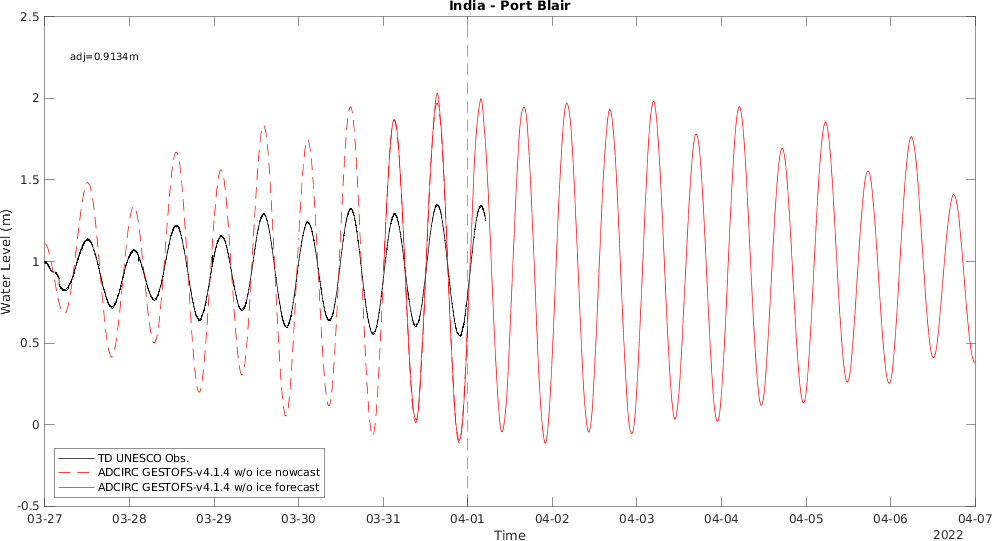 India - Port Blair
adj=0.9134m
2.5
2
1.5
1
0.5
0
-0.5
Water Level (m)
TD UNESCO Obs.
ADCIRC GESTOFS-v4.1.4 w/o ice nowcast
ADCIRC GESTOFS-v4.1.4 w/o ice forecast
03-27 03-28 03-29 03-30 03-31 04-01 04-02 04-03 04-04 04-05 04-06 04-07
Time
2022